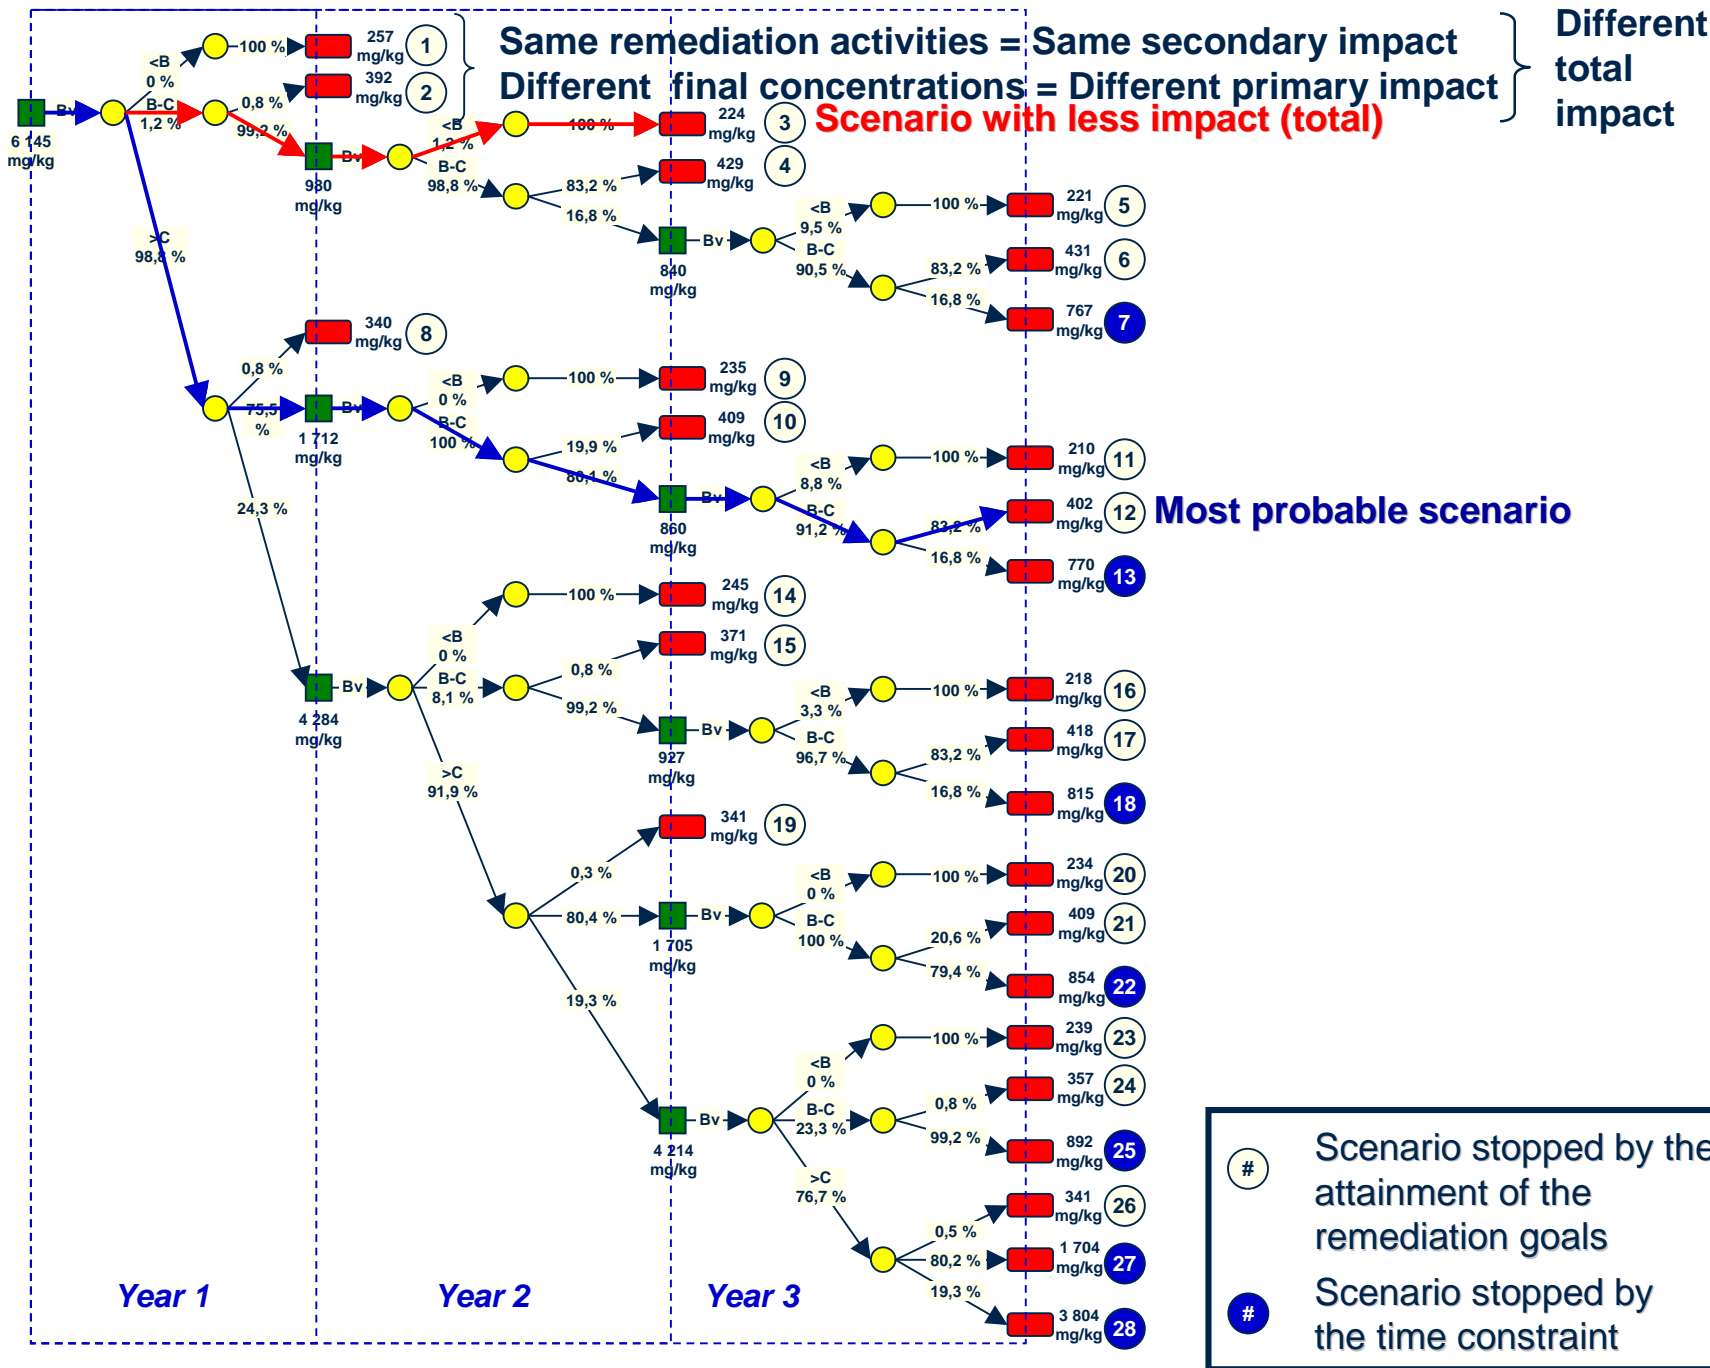 Same remediation activities = Same secondary impact
Different final concentrations = Different primary impact
Different
total
impact
Scenario with less impact (total)
6 145
mg/kg
Bv
<B
0 %
100 %
257
mg/kg
1
B-C
1,2 %
0,8 %
392
mg/kg
2
99,2 %
980
mg/kg
Bv
<B
1,2 %
100 %
224
mg/kg
3
B-C
98,8 %
83,2 %
429
mg/kg
4
16,8 %
840
mg/kg
Bv
<B
9,5 %
100 %
221
mg/kg
5
B-C
90,5 %
83,2 %
431
mg/kg
6
16,8 %
767
mg/kg
7
>C
98,8 %
0,8 %
340
mg/kg
8
75,5
%
1 712
mg/kg
Bv
<B
0 %
100 %
235
mg/kg
9
B-C
100 %
19,9 %
409
mg/kg
10
80,1 %
860
mg/kg
Bv
<B
8,8 %
100 %
210
mg/kg
11
B-C
91,2 %
83,2 %
402
mg/kg
12
Most probable scenario
16,8 %
770
mg/kg
13
24,3 %
4 284
mg/kg
Bv
<B
0 %
100 %
245
mg/kg
14
B-C
8,1 %
0,8 %
371
mg/kg
15
99,2 %
927
mg/kg
Bv
<B
3,3 %
100 %
218
mg/kg
16
B-C
96,7 %
83,2 %
418
mg/kg
17
16,8 %
815
mg/kg
18
>C
91,9 %
0,3 %
341
mg/kg
19
80,4 %
1 705
mg/kg
Bv
<B
0 %
100 %
234
mg/kg
20
B-C
100 %
20,6 %
409
mg/kg
21
79,4 %
854
mg/kg
22
19,3 %
4 214
mg/kg
Bv
<B
0 %
100 %
239
mg/kg
23
B-C
23,3 %
0,8 %
357
mg/kg
24
99,2 %
892
mg/kg
25
>C
76,7 %
0,5 %
341
mg/kg
26
80,2 %
1 704
mg/kg
27
19,3 %
3 804
mg/kg
28
Year 1
Year 2
Year 3
#
Scenario stopped by the
attainment of the
remediation goals
#
Scenario stopped by
the time constraint